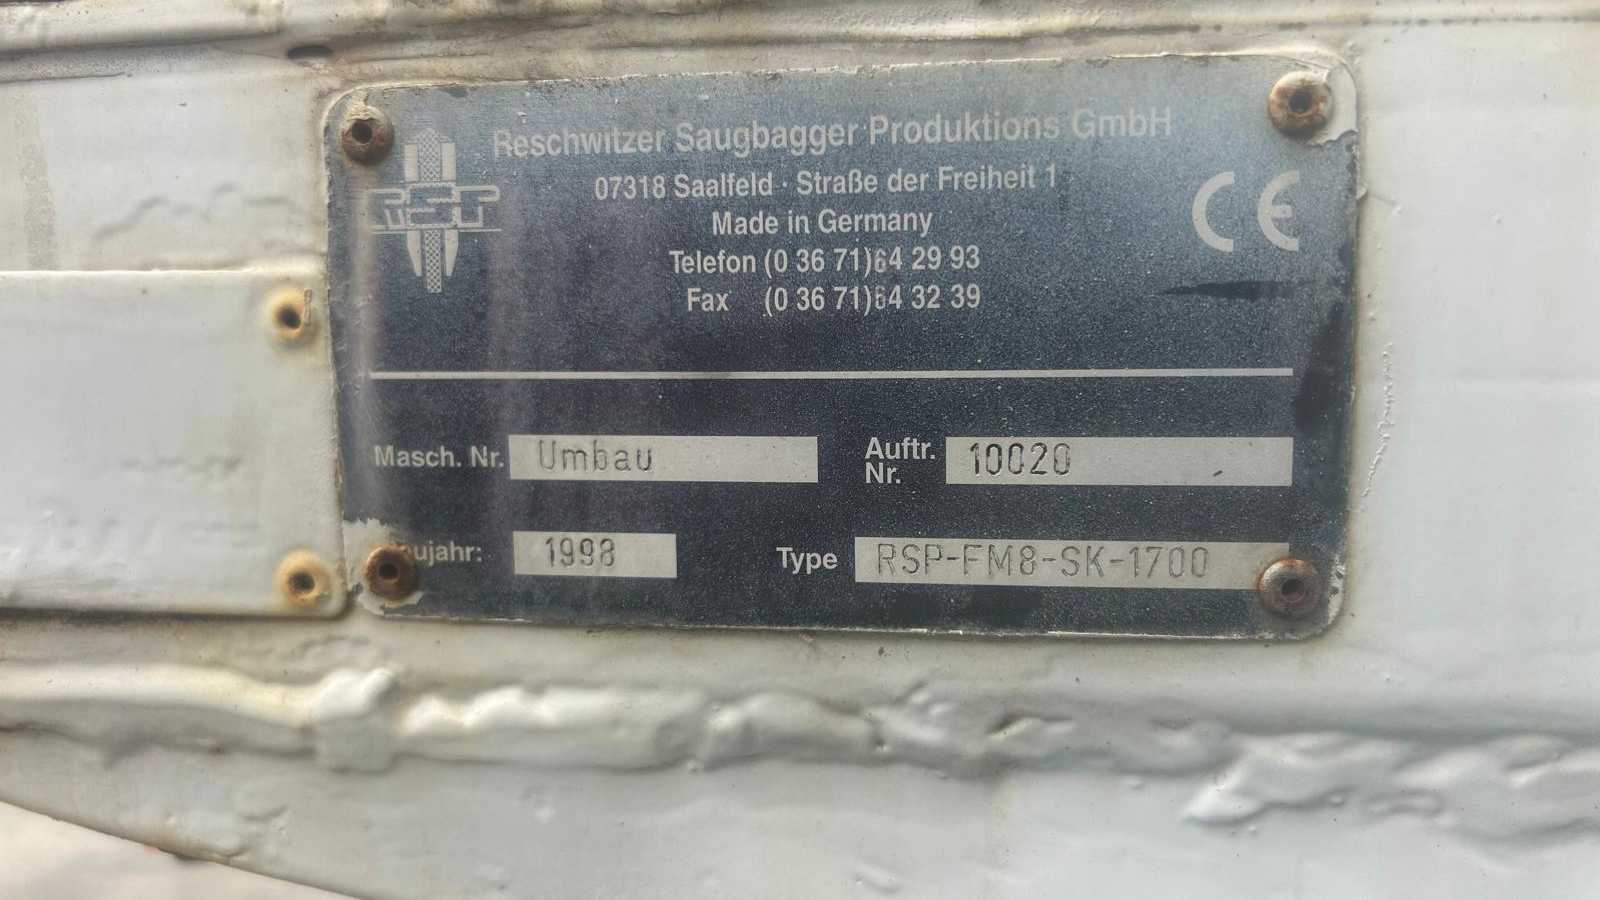 Reschwitzer Saugbagger Produktions GmbH
07318 Saalfeld · Straße der Freiheit 1
Made in Germany
Telefon (0 36 71)64 29 93
Fax (0 36 71)64 32 39
CE
Masch. Nr. Umbau
Auftr. Nr. 10020
Baujahr: 1998
Type RSP-FM8-SK-1700